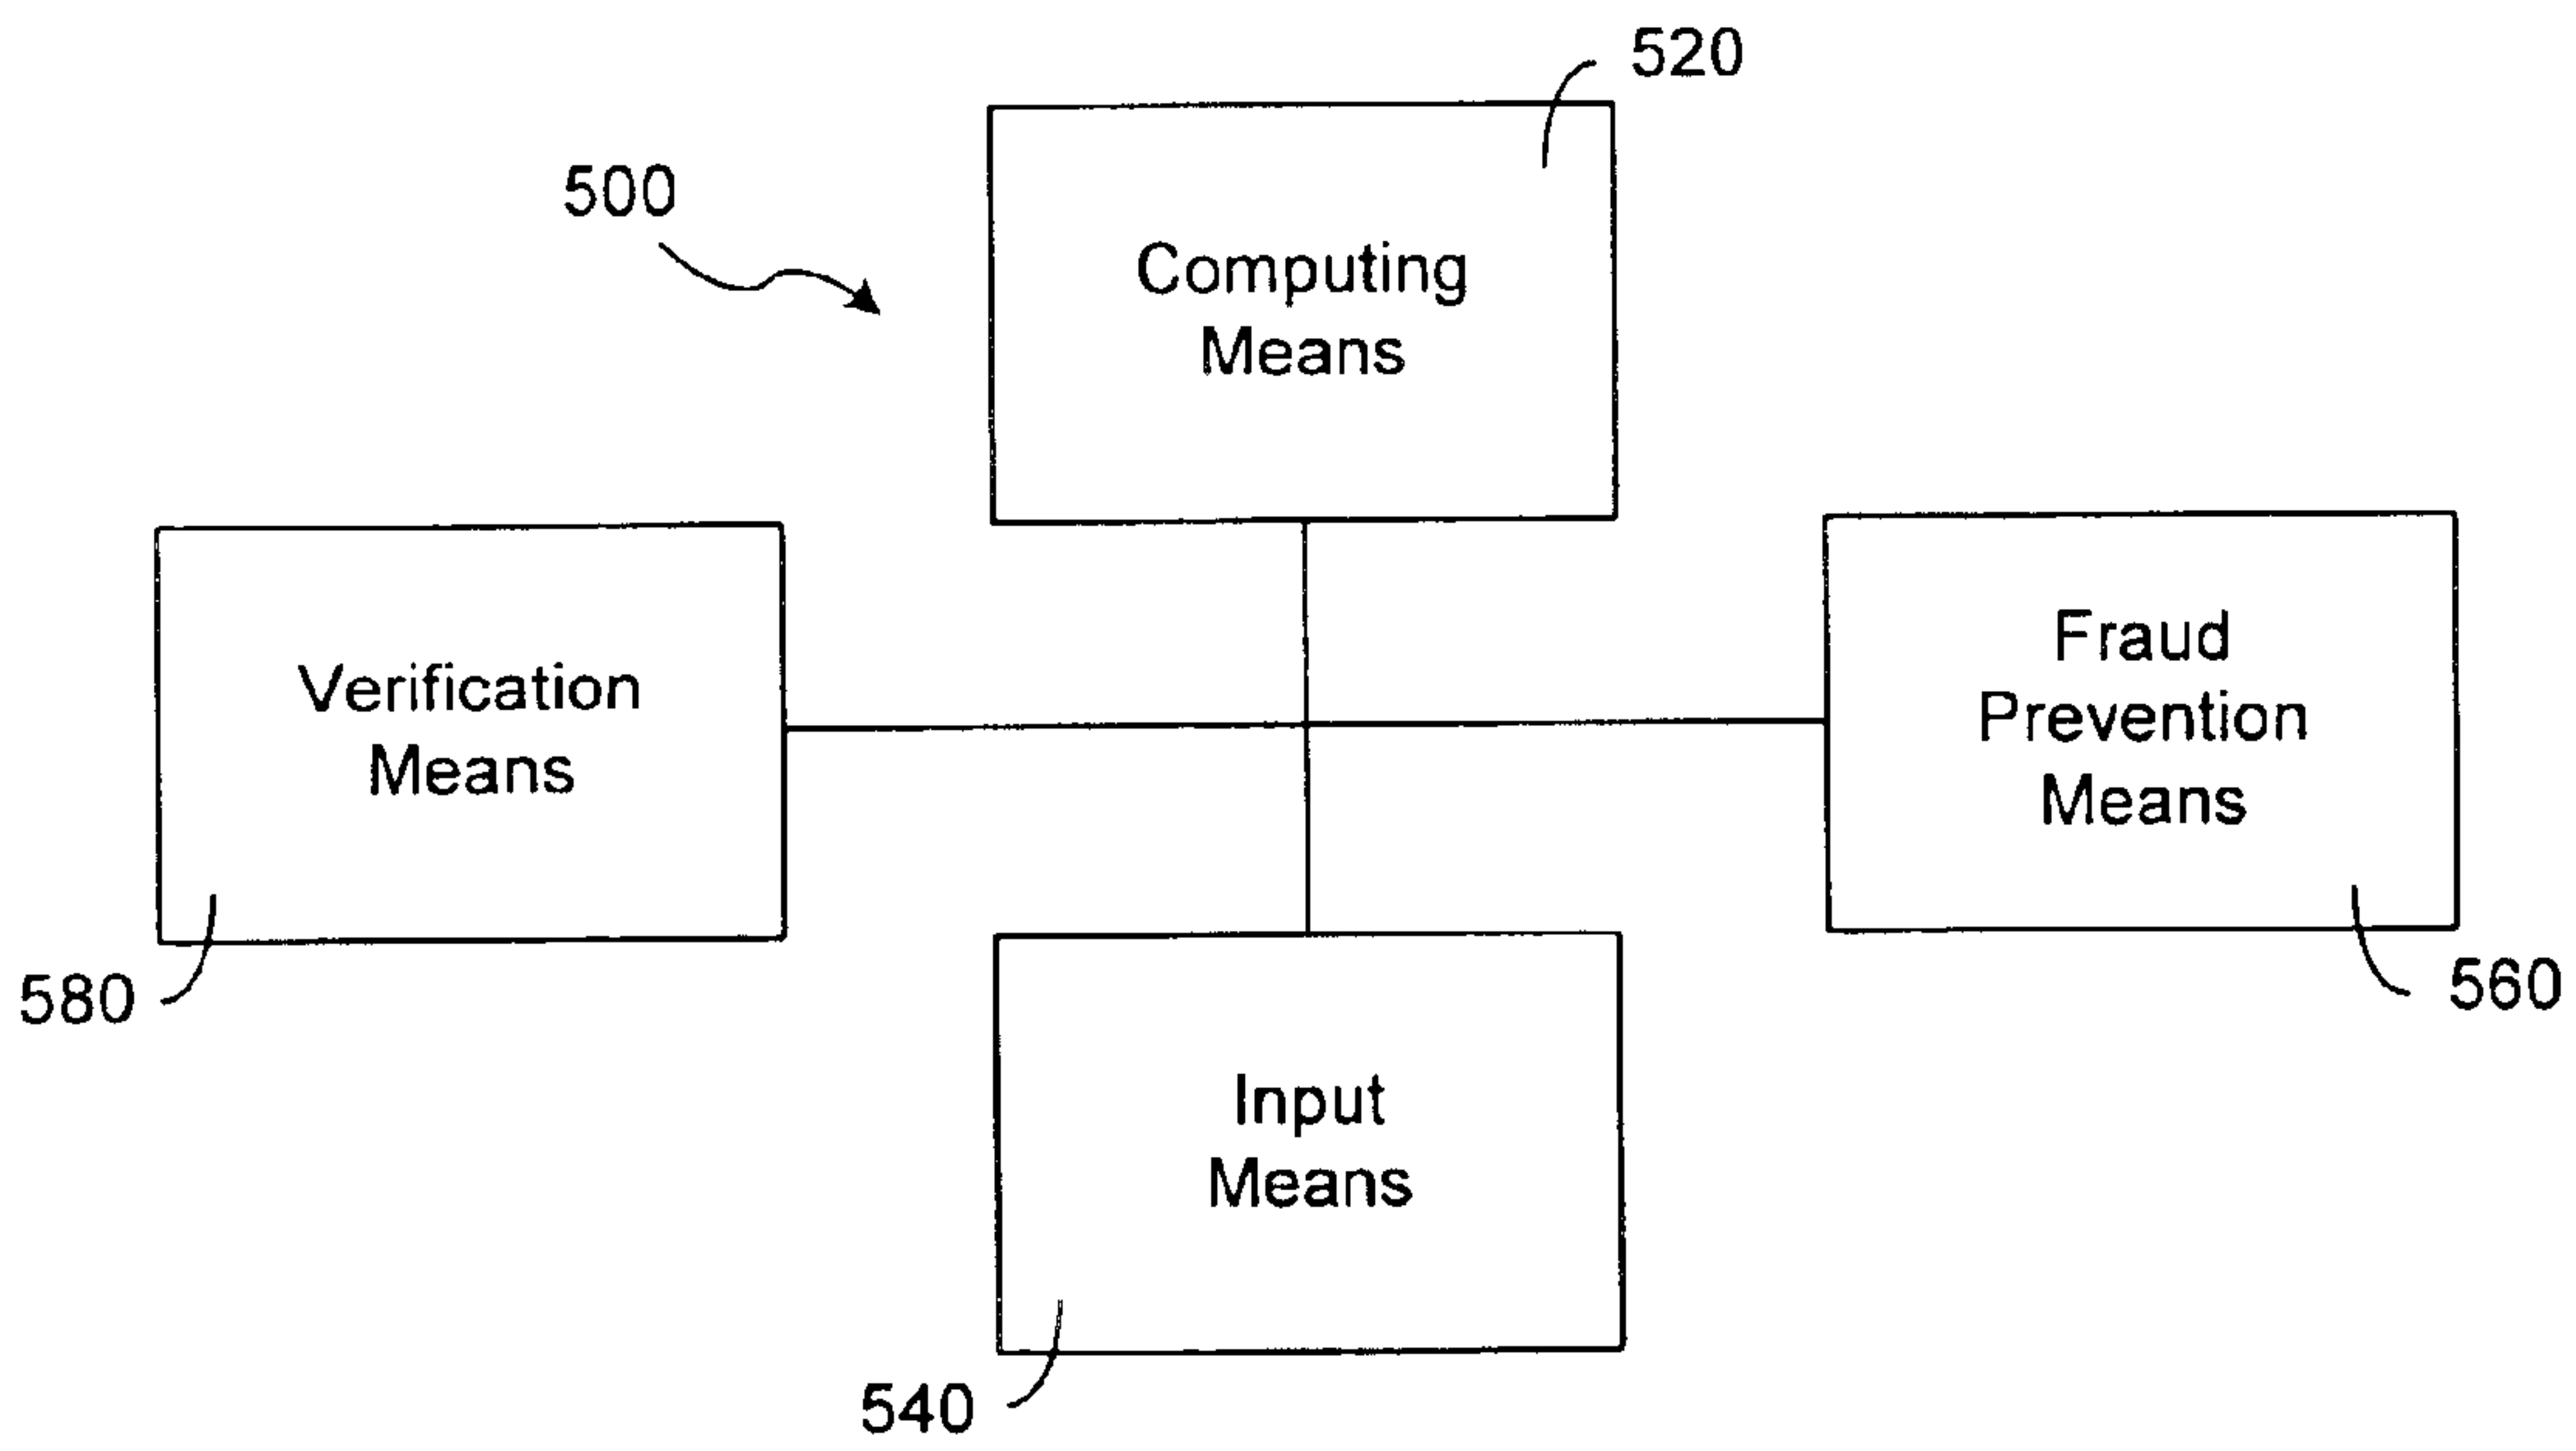 520
500
Computing
Means
Verification
Means
Fraud
Prevention
Means
580
560
Input
Means
540